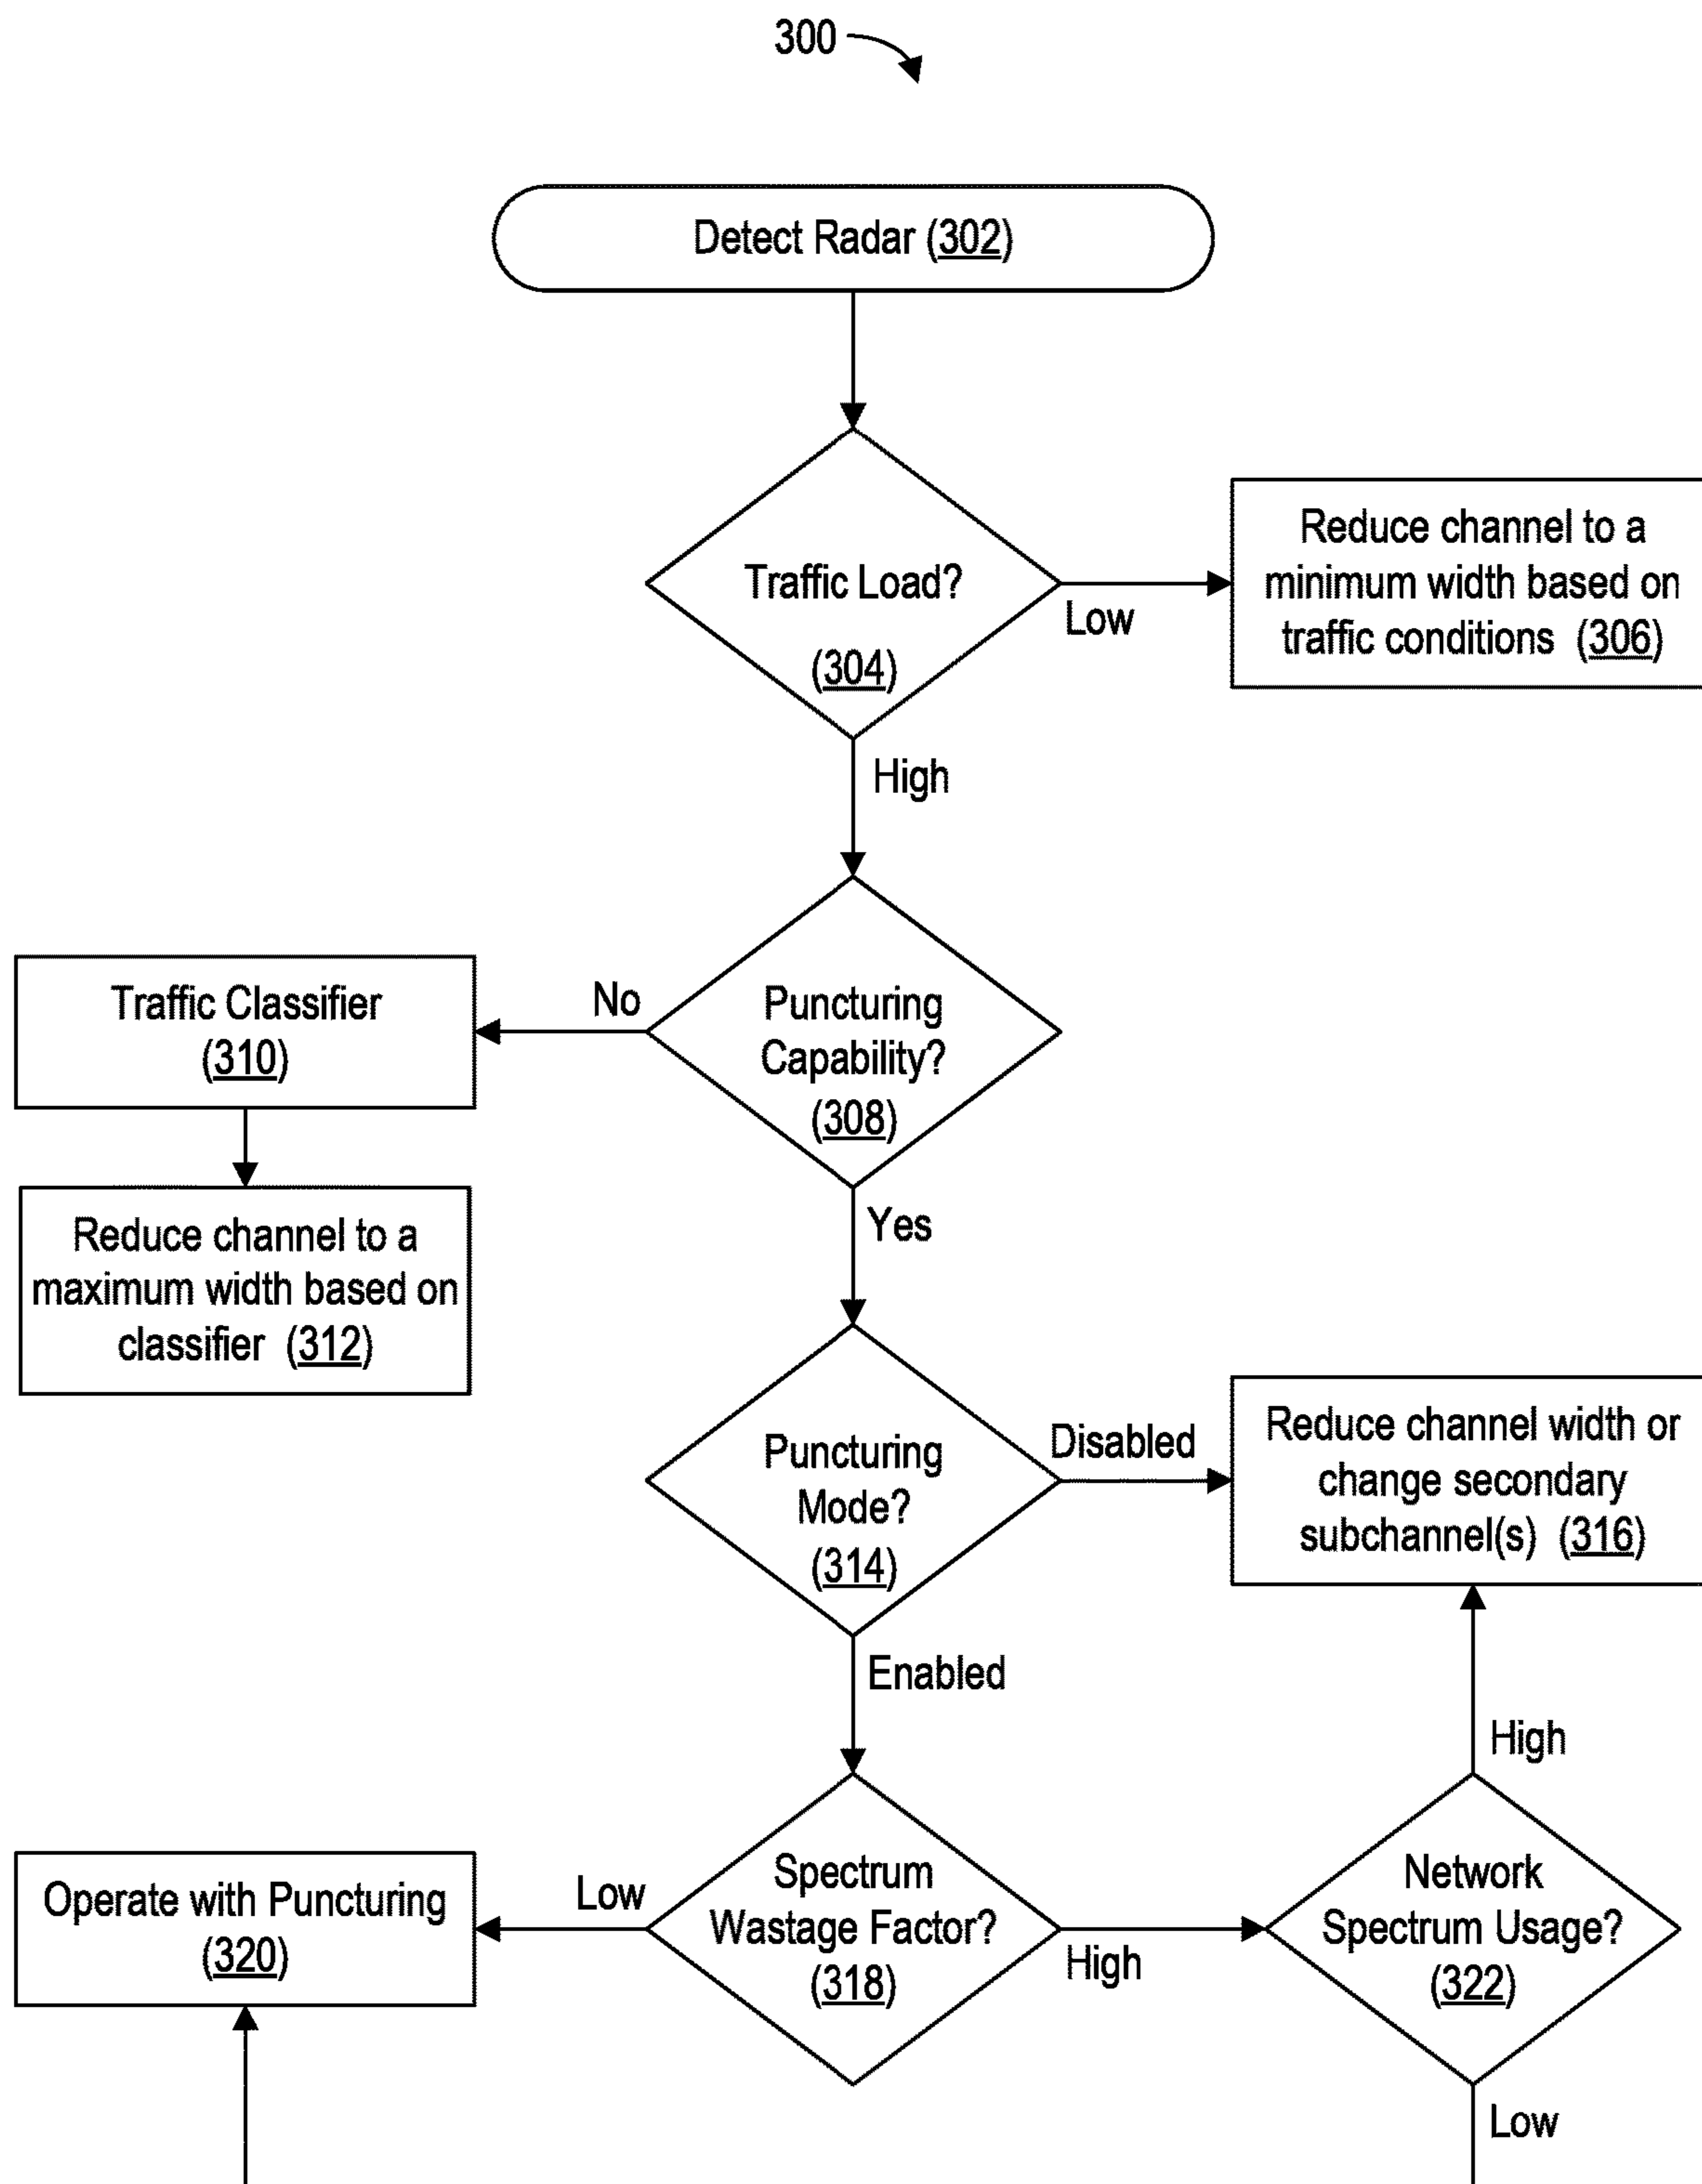 300
Detect Radar (302)
Traffic Load?
(304)
Low
Reduce channel to a
minimum width based on
traffic conditions (306)
High
Puncturing
Capability?
(308)
No
Traffic Classifier
(310)
Reduce channel to a
maximum width based on
classifier (312)
Yes
Puncturing
Mode?
(314)
Disabled
Reduce channel width or
change secondary
subchannel(s) (316)
Enabled
Spectrum
Wastage Factor?
(318)
Low
Operate with Puncturing
(320)
High
Network
Spectrum Usage?
(322)
High
Low